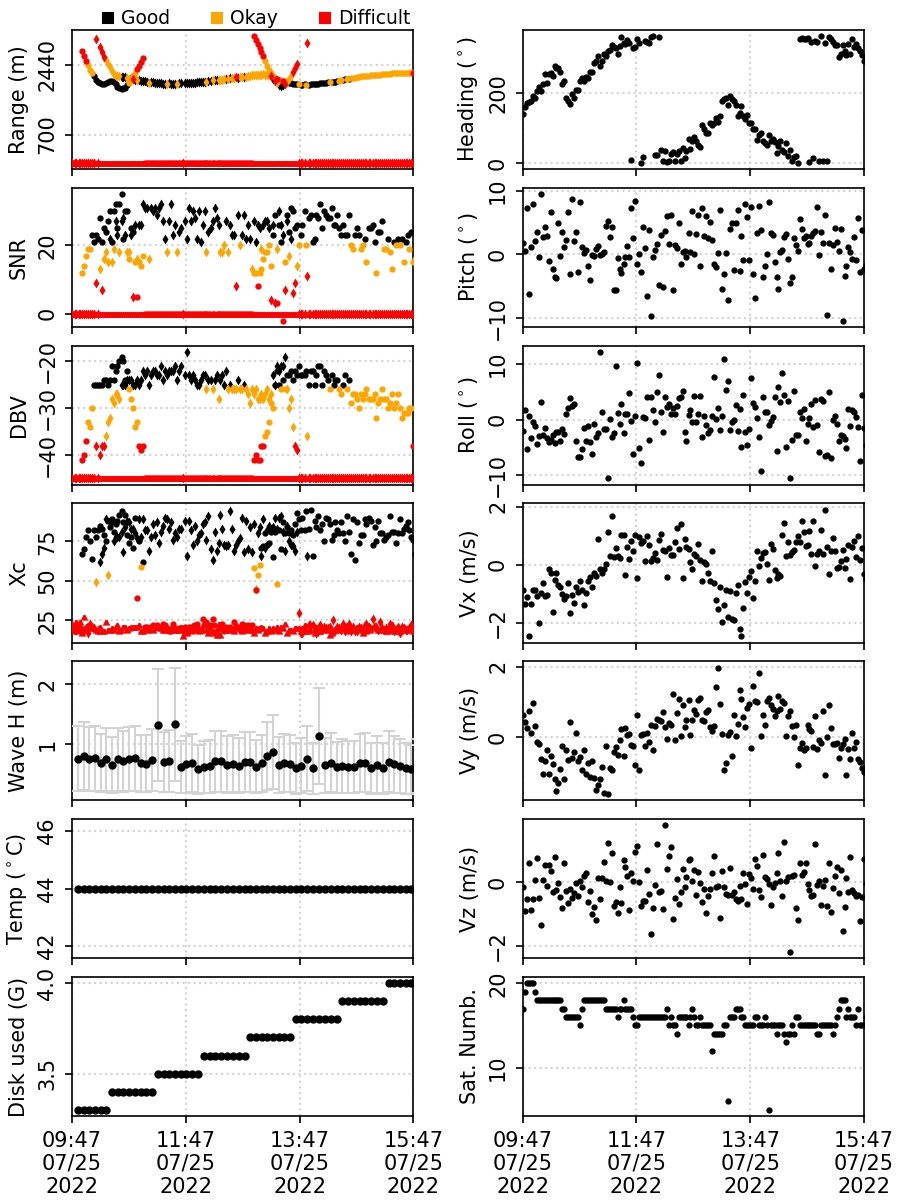 Good Okay Difficult
Range (m)
2440
700
Heading (°)
200
0
SNR
20
0
Pitch (°)
10
0
−10
DBV
−20
−30
−40
Roll (°)
10
0
−10
Xc
75
50
25
Vx (m/s)
2
0
−2
Wave H (m)
2
1
Vy (m/s)
2
0
Temp (°C)
46
44
42
Vz (m/s)
0
−2
Disk used (G)
4.0
3.5
Sat. Numb.
20
10
09:47 11:47 13:47 15:47
07/25 07/25 07/25 07/25
2022 2022 2022 2022
09:47 11:47 13:47 15:47
07/25 07/25 07/25 07/25
2022 2022 2022 2022